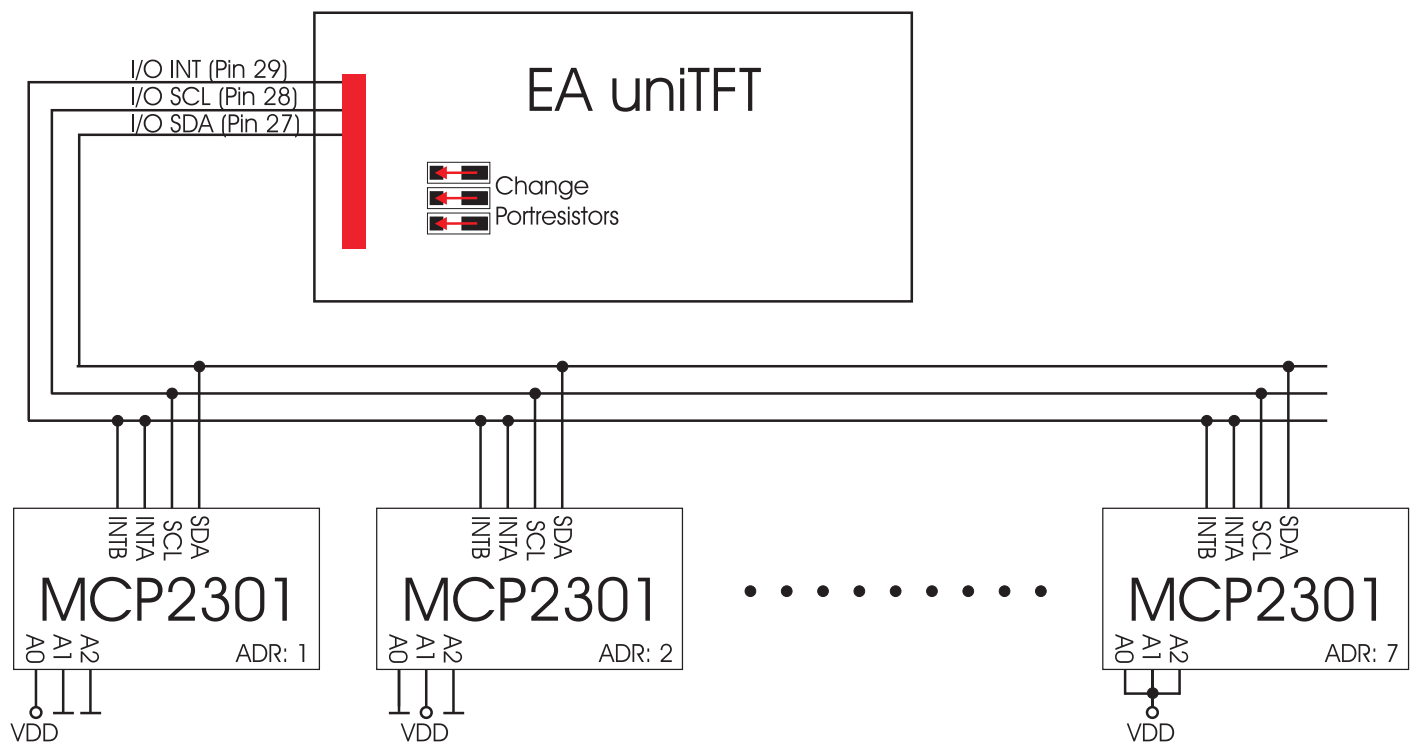 I/O INT (Pin 29)
I/O SCL (Pin 28)
I/O SDA (Pin 27)
EA uniTFT
Change
Portresistors
INTB INTA SCL SDA
MCP2301
A0 A1 A2
ADR: 1
VDD
INTB INTA SCL SDA
MCP2301
A0 A1 A2
ADR: 2
VDD
INTB INTA SCL SDA
MCP2301
A0 A1 A2
ADR: 7
VDD